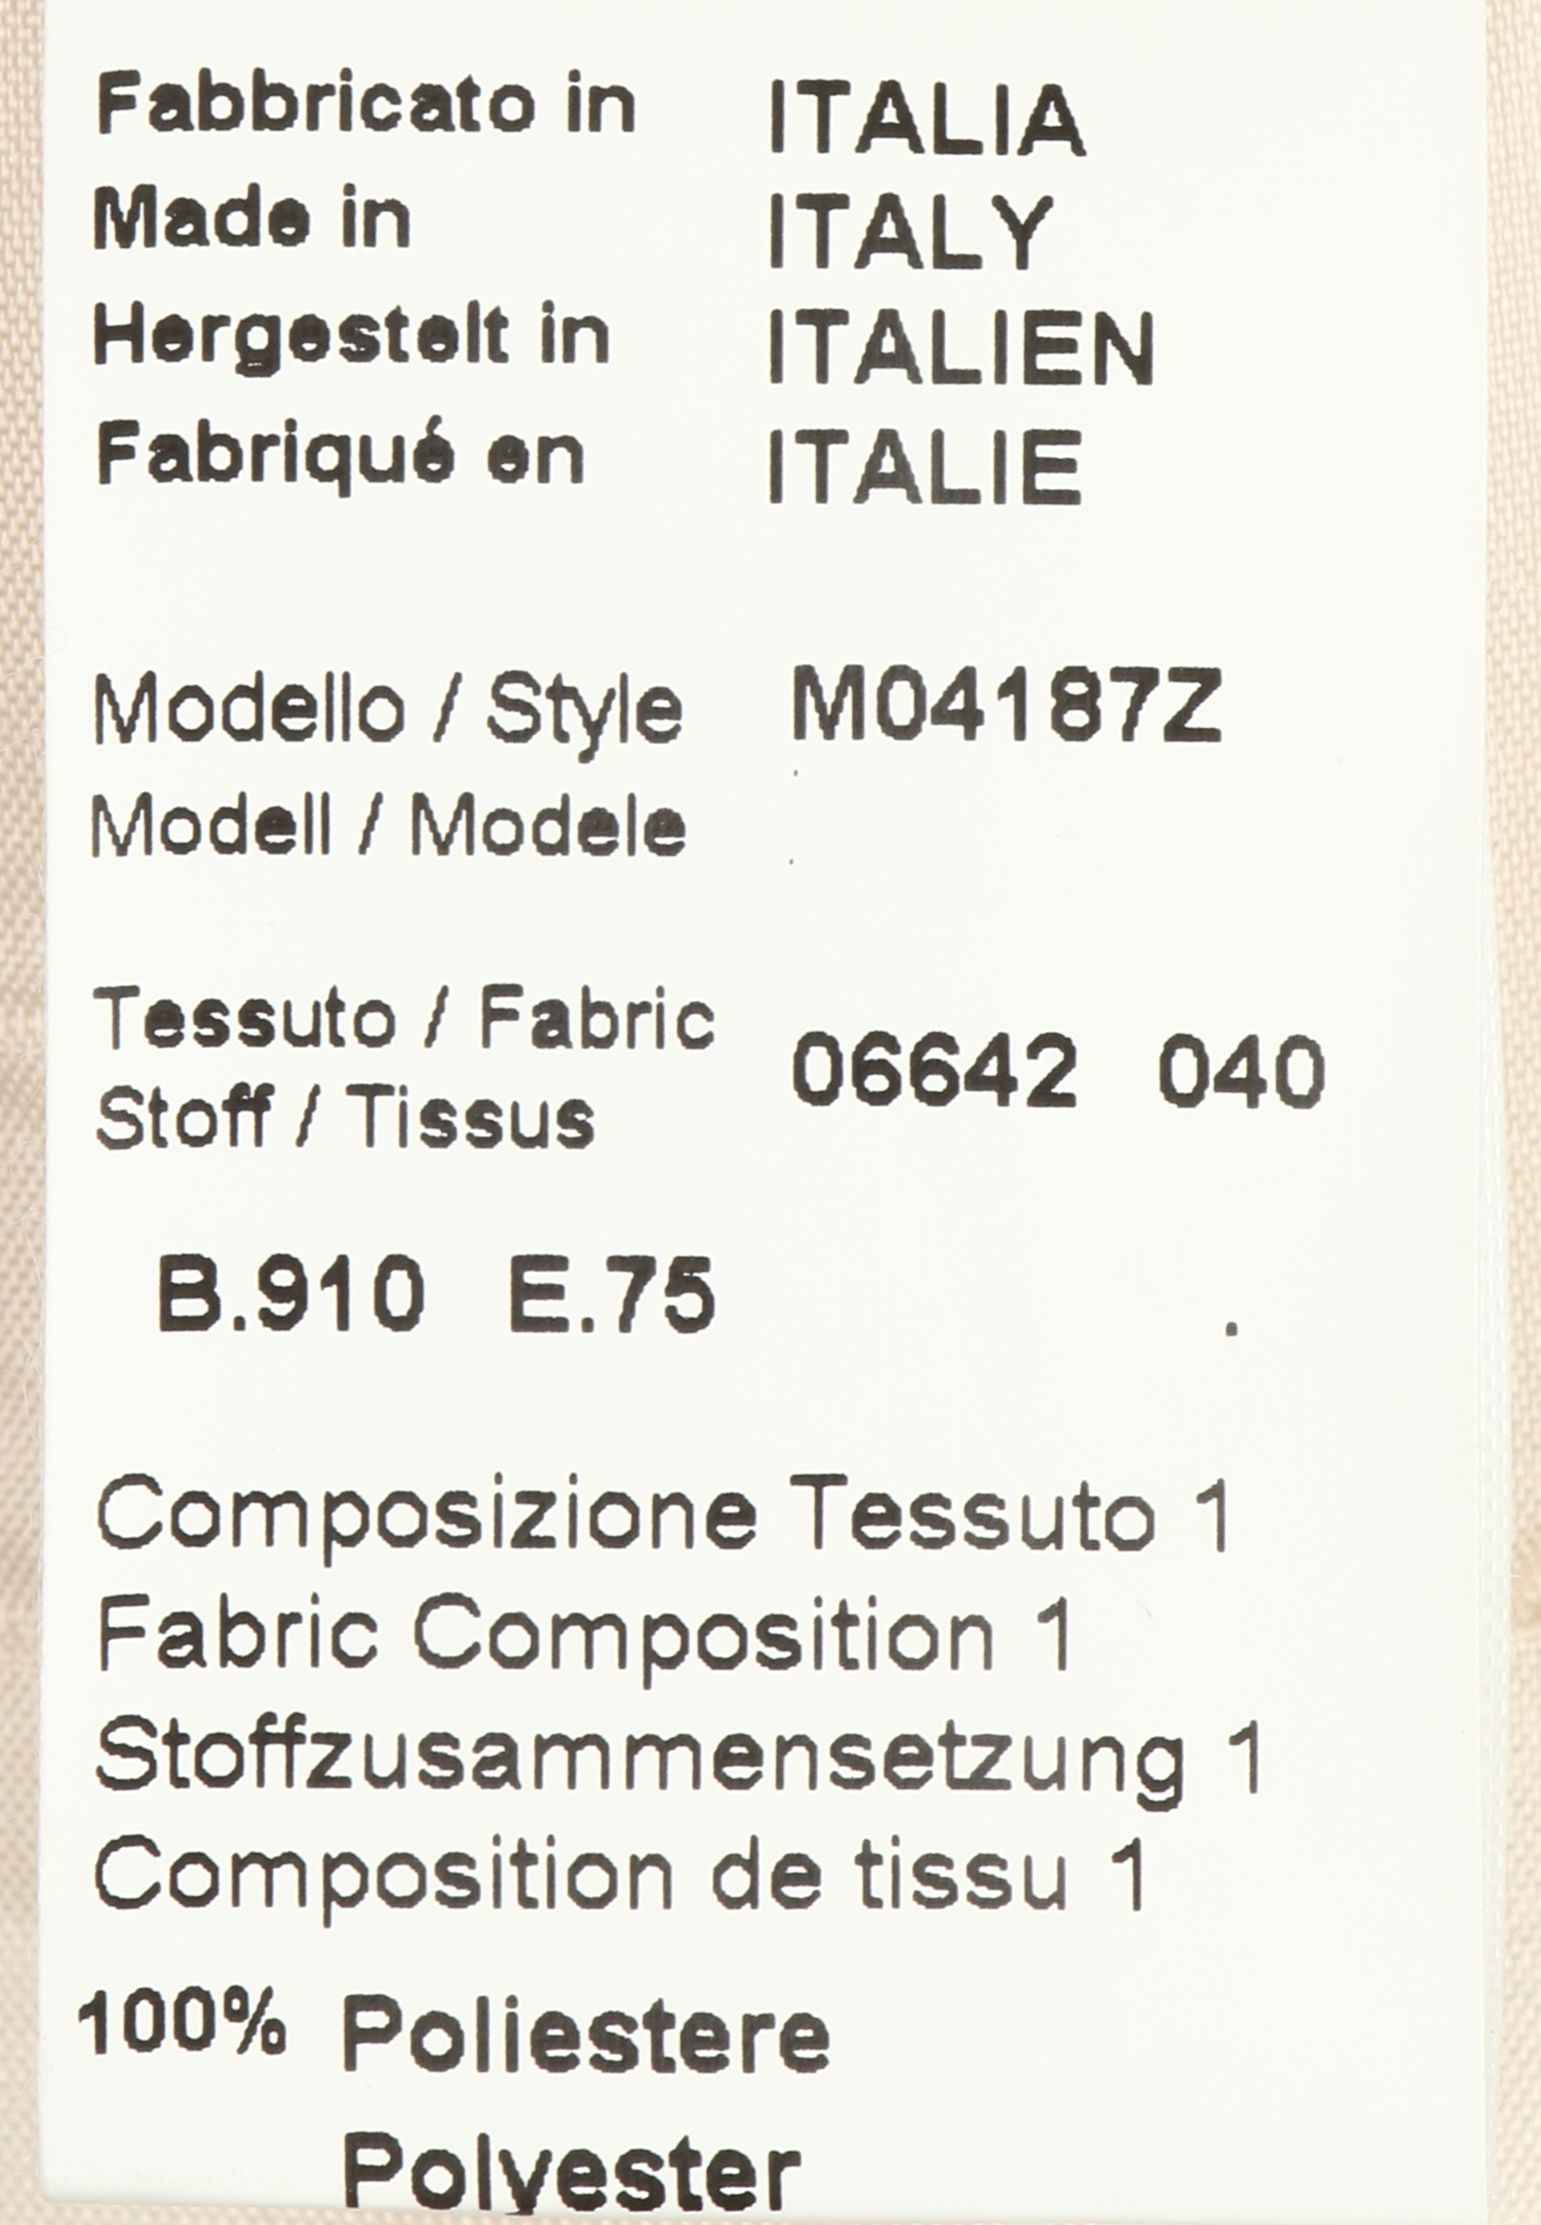 Fabbricato in ITALIA
Made in ITALY
Hergestelt in ITALIEN
Fabriqué en ITALIE
Modello / Style M04187Z
Modell / Modele
Tessuto / Fabric 06642 040
Stoff / Tissus
B.910 E.75 .
Composizione Tessuto 1
Fabric Composition 1
Stoffzusammensetzung 1
Composition de tissu 1
100% Poliestere
Polyester